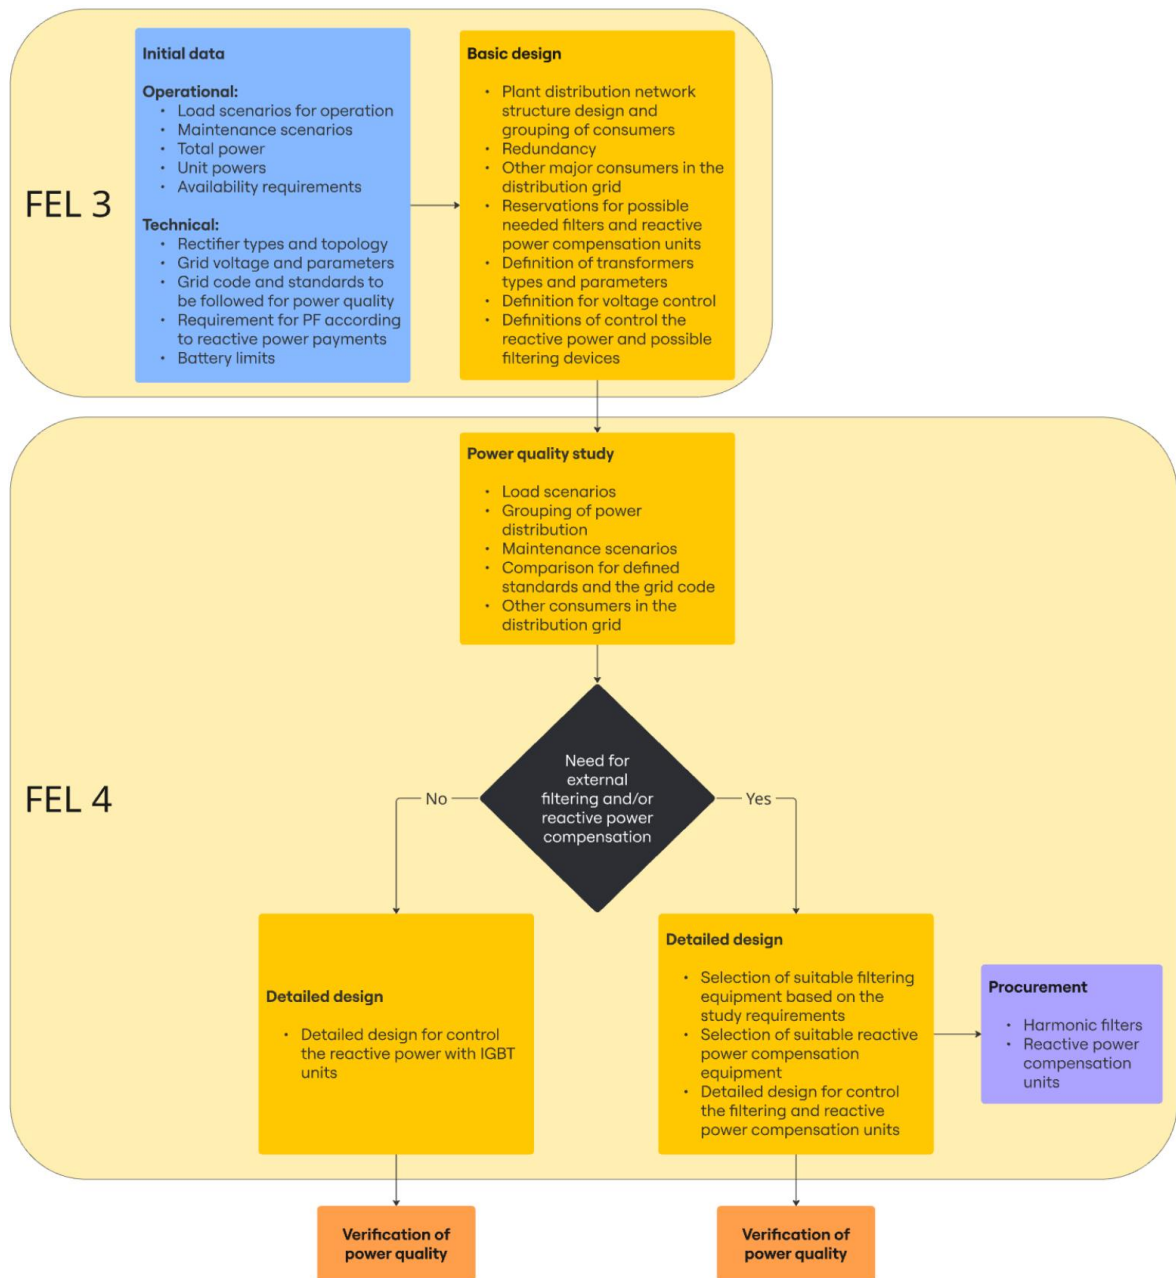 FEL 3
Initial data
Operational:
• Load scenarios for operation
• Maintenance scenarios
• Total power
• Unit powers
• Availability requirements
Technical:
• Rectifier types and topology
• Grid voltage and parameters
• Grid code and standards to
be followed for power quality
• Requirement for PF according
to reactive power payments
• Battery limits
Basic design
• Plant distribution network
structure design and
grouping of consumers
• Redundancy
• Other major consumers in the
distribution grid
• Reservations for possible
needed filters and reactive
power compensation units
• Definition of transformers
types and parameters
• Definition for voltage control
• Definitions of control the
reactive power and possible
filtering devices
FEL 4
Power quality study
• Load scenarios
• Grouping of power
distribution
• Maintenance scenarios
• Comparison for defined
standards and the grid code
• Other consumers in the
distribution grid
Need for
external
filtering and/or
reactive power
compensation
No
Yes
Detailed design
• Detailed design for control
the reactive power with IGBT
units
Detailed design
• Selection of suitable filtering
equipment based on the
study requirements
• Selection of suitable reactive
power compensation
equipment
• Detailed design for control
the filtering and reactive
power compensation units
Procurement
• Harmonic filters
• Reactive power
compensation
units
Verification of
power quality
Verification of
power quality